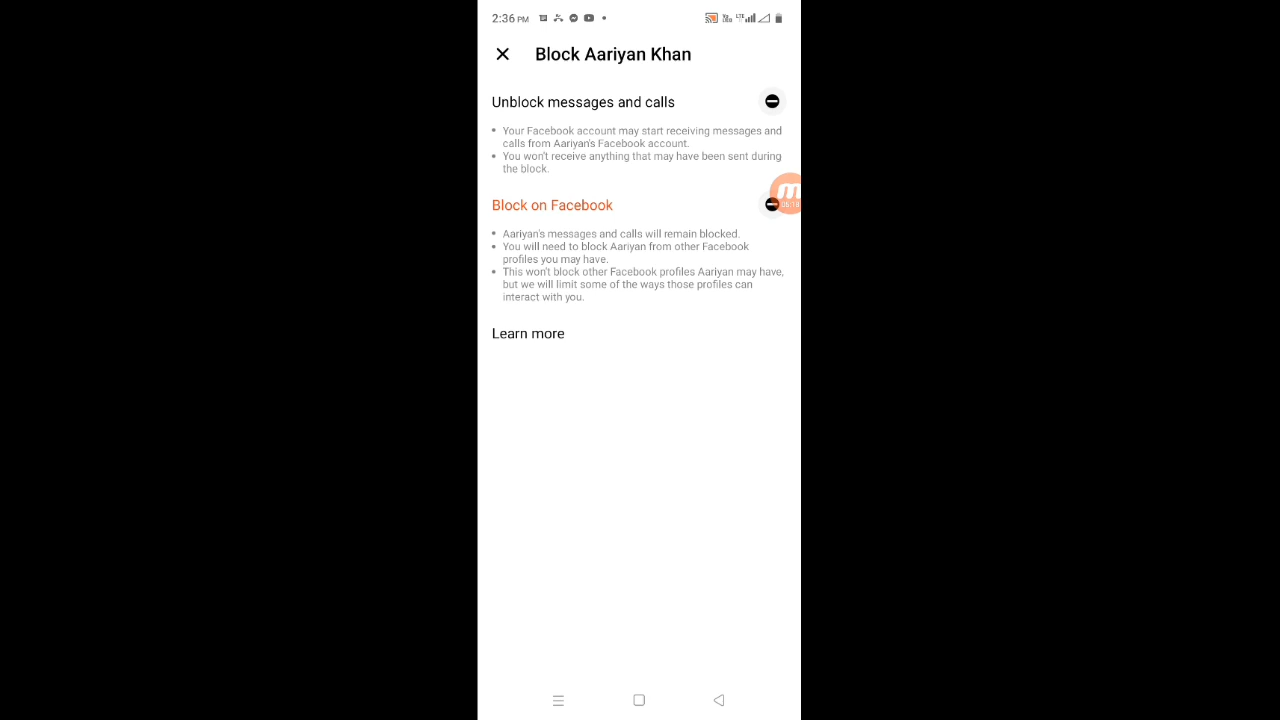 2:36 PM
Block Aariyan Khan
Unblock messages and calls
Your Facebook account may start receiving messages and
calls from Aariyan's Facebook account.
You won't receive anything that may have been sent during
the block.
Block on Facebook
Aariyan's messages and calls will remain blocked.
You will need to block Aariyan from other Facebook
profiles you may have.
This won't block other Facebook profiles Aariyan may have,
but we will limit some of the ways those profiles can
interact with you.
Learn more